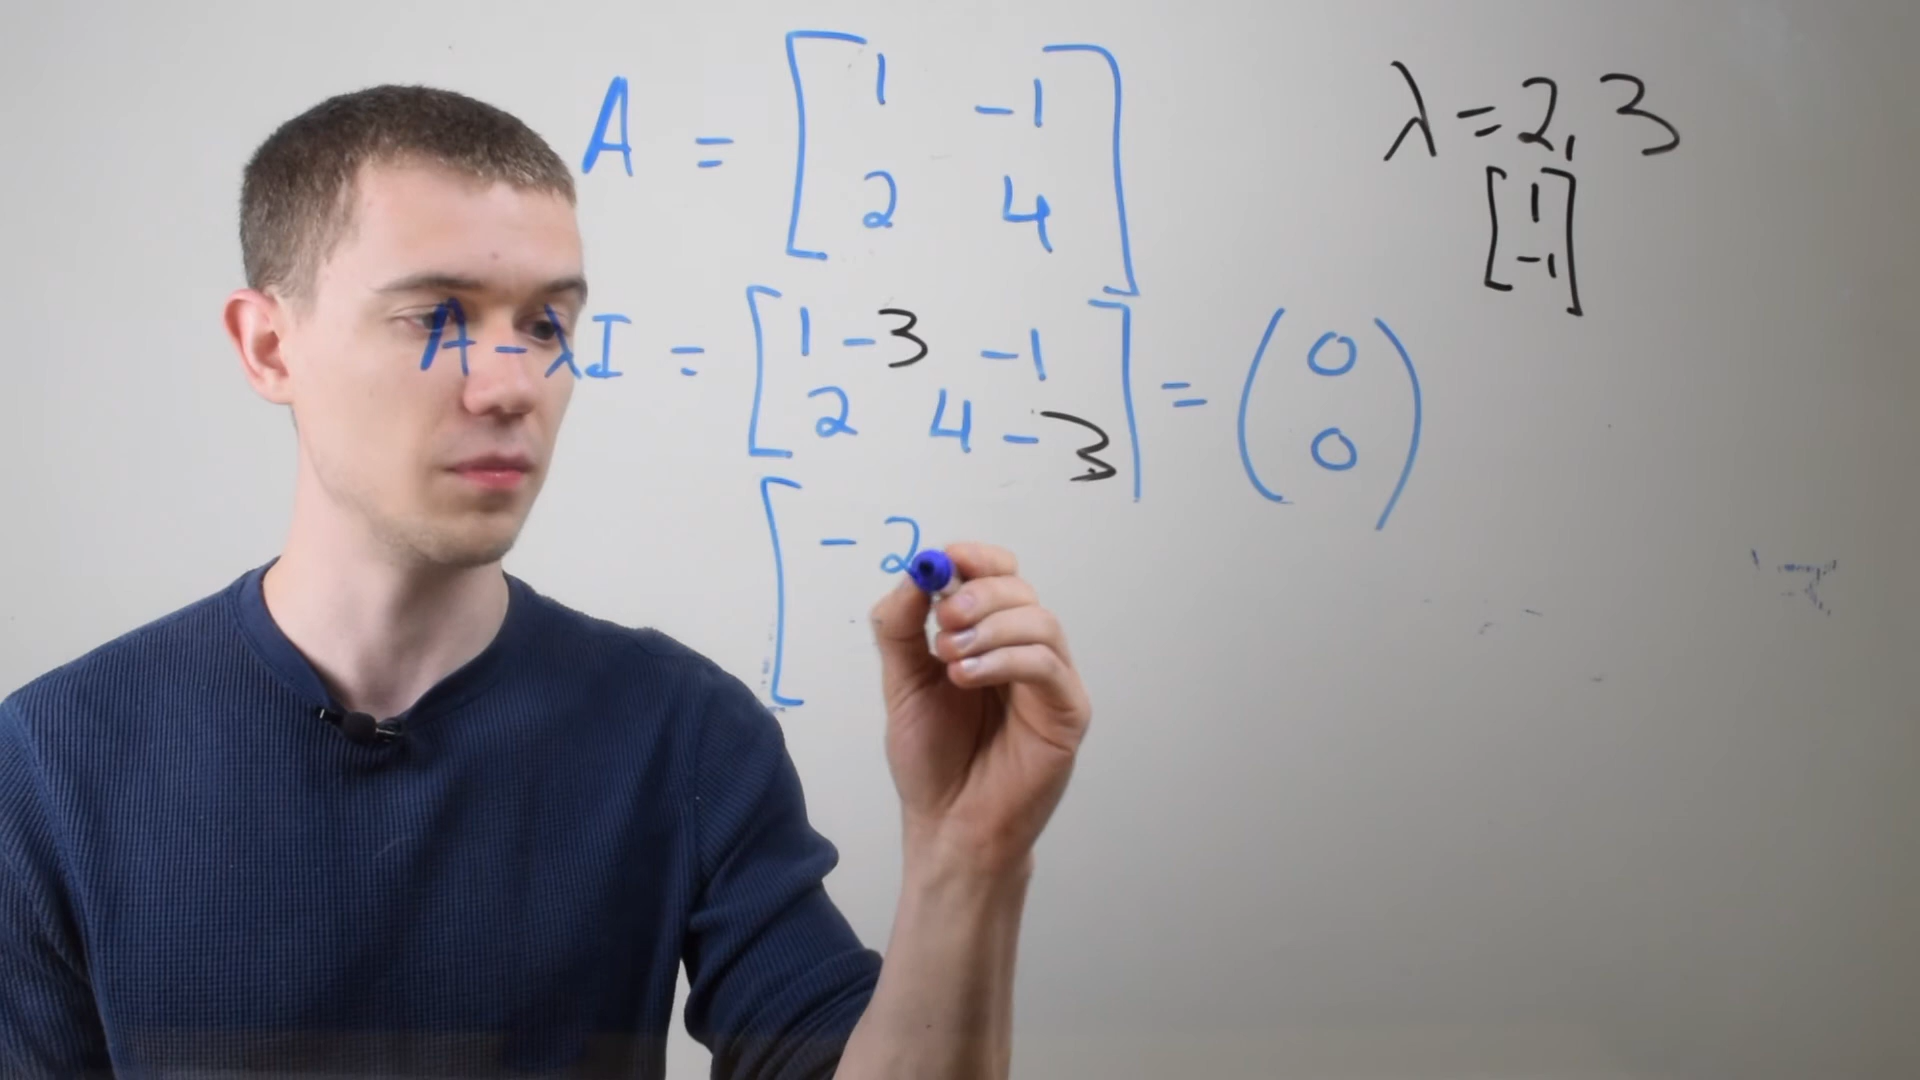 A = [ 1 -1
2 4 ]
λ = 2, 3
[ 1
-1 ]
A - λI = [ 1 - 3 -1
2 4 - 3 ] = ( 0
0 )
[ - 2